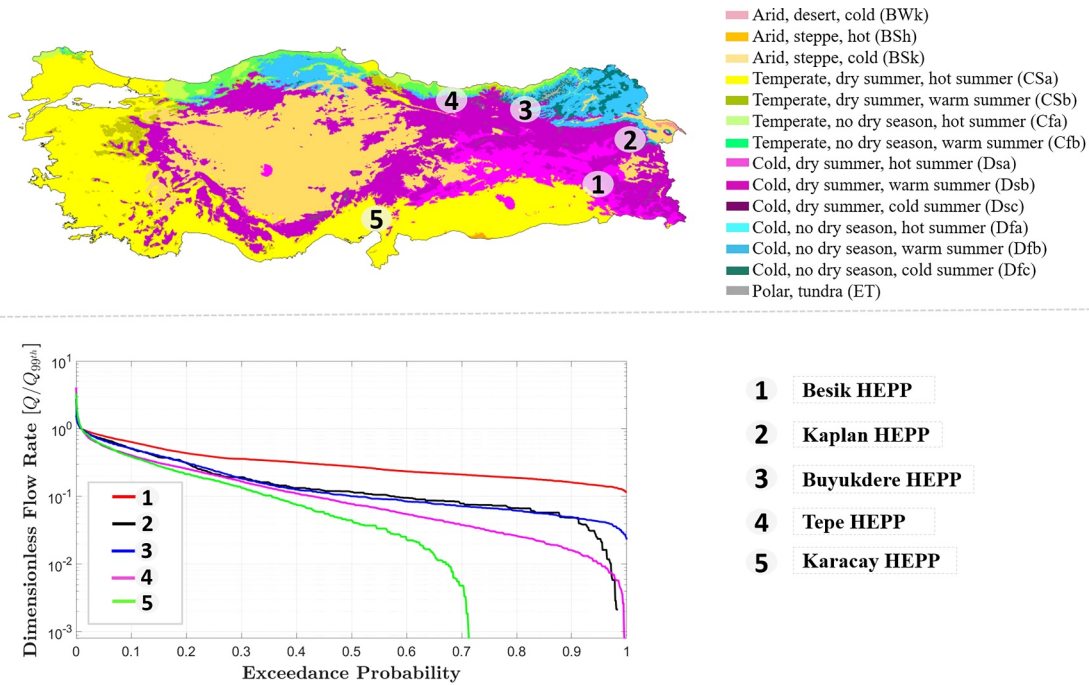 Arid, desert, cold (BWk)
Arid, steppe, hot (BSh)
Arid, steppe, cold (BSk)
Temperate, dry summer, hot summer (CSa)
Temperate, dry summer, warm summer (CSb)
Temperate, no dry season, hot summer (Cfa)
Temperate, no dry season, warm summer (Cfb)
Cold, dry summer, hot summer (Dsa)
Cold, dry summer, warm summer (Dsb)
Cold, dry summer, cold summer (Dsc)
Cold, no dry season, hot summer (Dfa)
Cold, no dry season, warm summer (Dfb)
Cold, no dry season, cold summer (Dfc)
Polar, tundra (ET)
4
3
2
1
5
Dimensionless Flow Rate [Q/Q99th]
10^1
10^0
10^-1
10^-2
10^-3
1
2
3
4
5
0 0.1 0.2 0.3 0.4 0.5 0.6 0.7 0.8 0.9 1
Exceedance Probability
1 Besik HEPP
2 Kaplan HEPP
3 Buyukdere HEPP
4 Tepe HEPP
5 Karacay HEPP